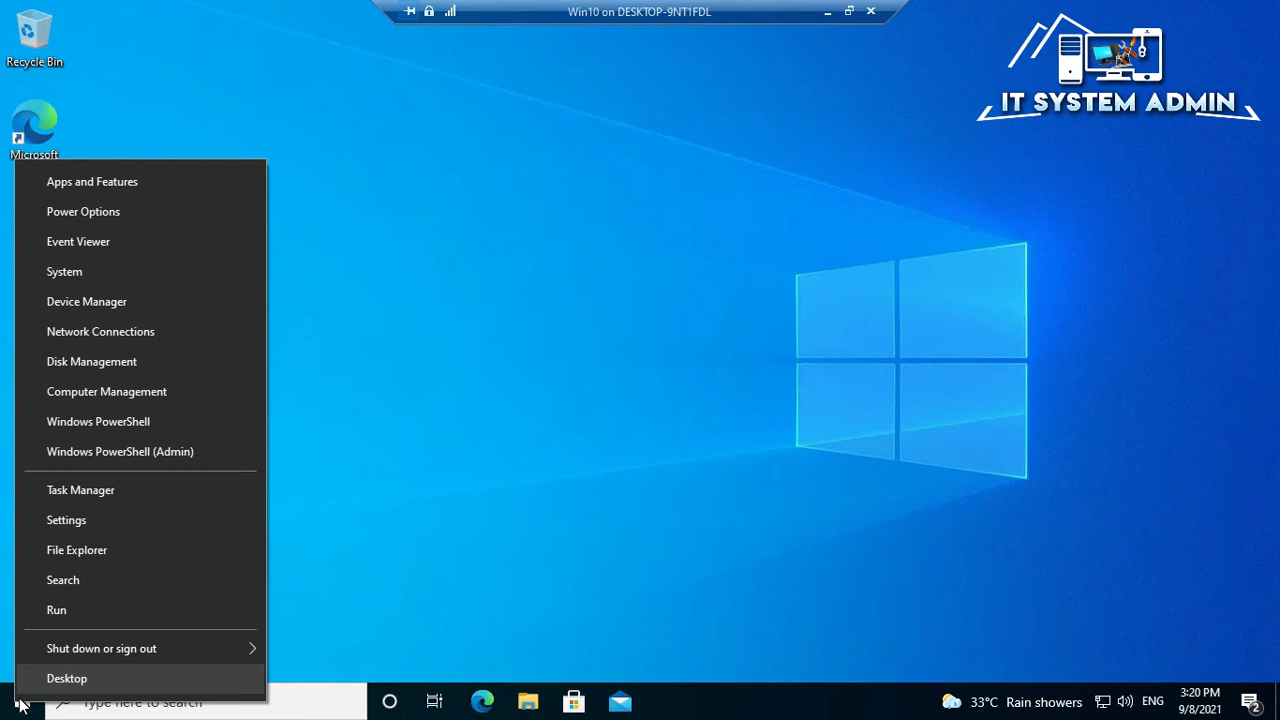 Win10 on DESKTOP-9NT1FDL
IT SYSTEM ADMIN
Recycle Bin
Microsoft
Apps and Features
Power Options
Event Viewer
System
Device Manager
Network Connections
Disk Management
Computer Management
Windows PowerShell
Windows PowerShell (Admin)
Task Manager
Settings
File Explorer
Search
Run
Shut down or sign out
Desktop
Type here to search
33°C Rain showers
ENG
3:20 PM
9/8/2021
2